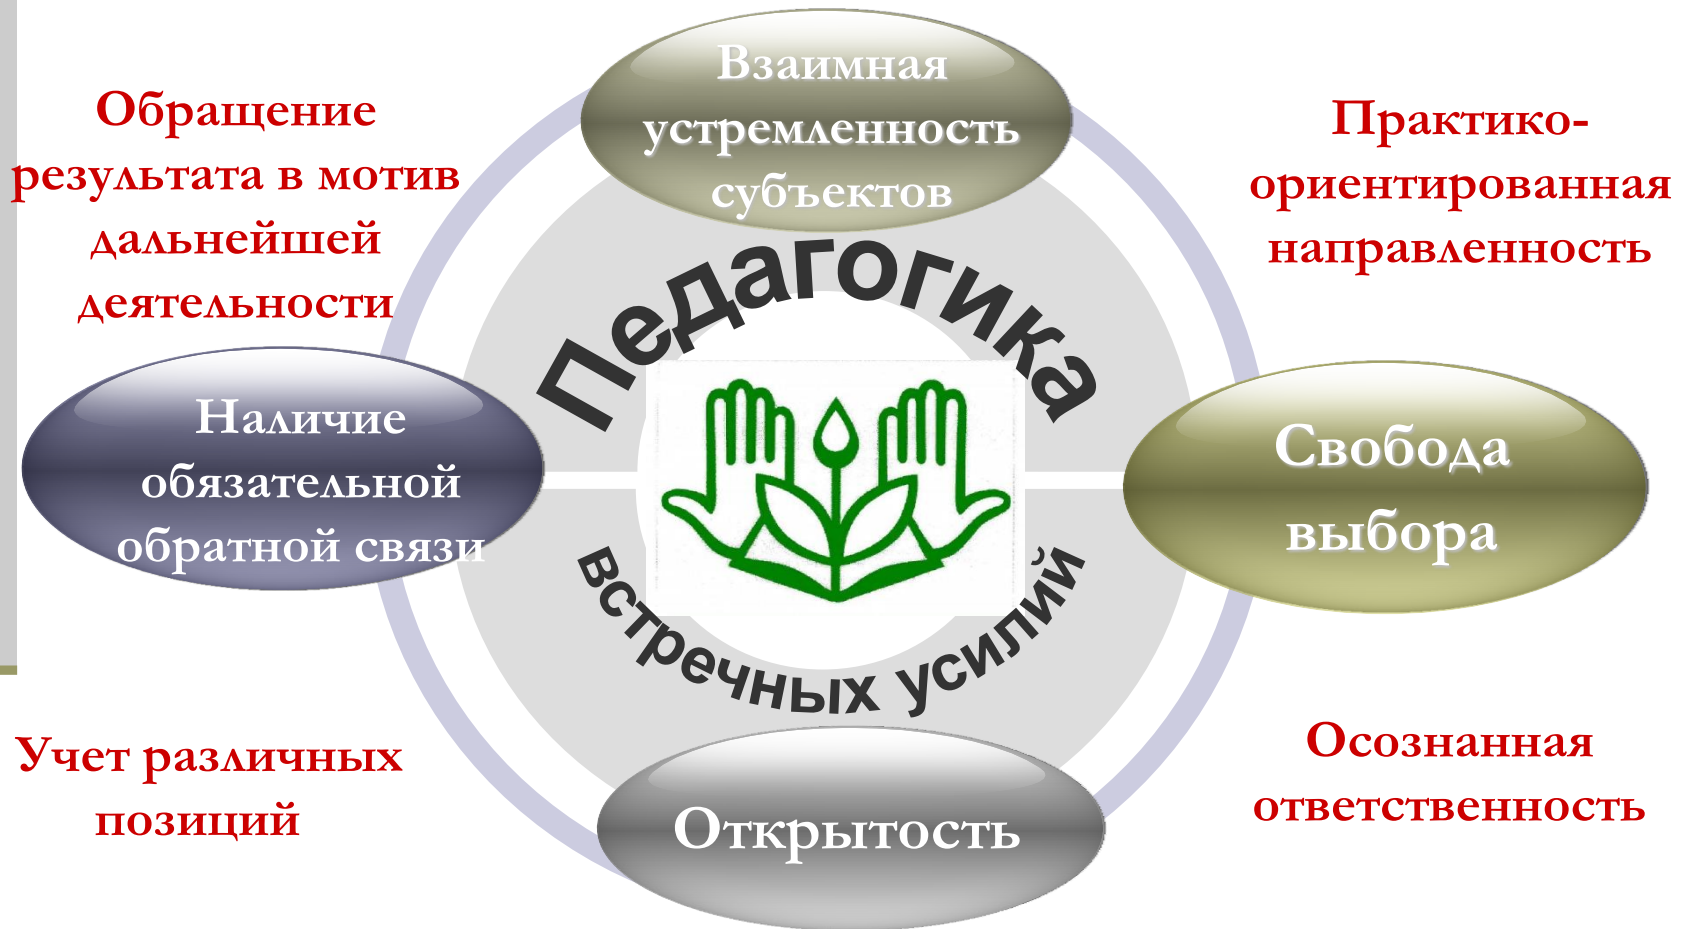 Взаимная
устремленность
субъектов
Обращение
результата в мотив
дальнейшей
деятельности
Практико-
ориентированная
направленность
Педагогика
Наличие
обязательной
обратной связи
Свобода
выбора
встречных усилий
Учет различных
позиций
Открытость
Осознанная
ответственность